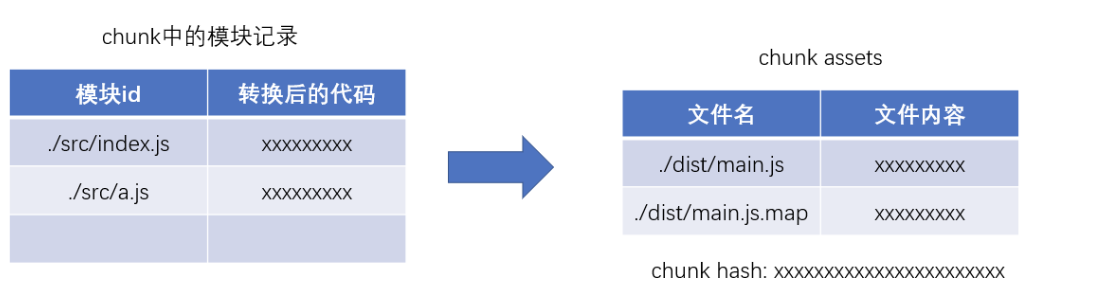 chunk中的模块记录
模块id 转换后的代码
./src/index.js xxxxxxxxx
./src/a.js xxxxxxxxx
chunk assets
文件名 文件内容
./dist/main.js xxxxxxxxx
./dist/main.js.map xxxxxxxxx
chunk hash: xxxxxxxxxxxxxxxxxxxxxxx